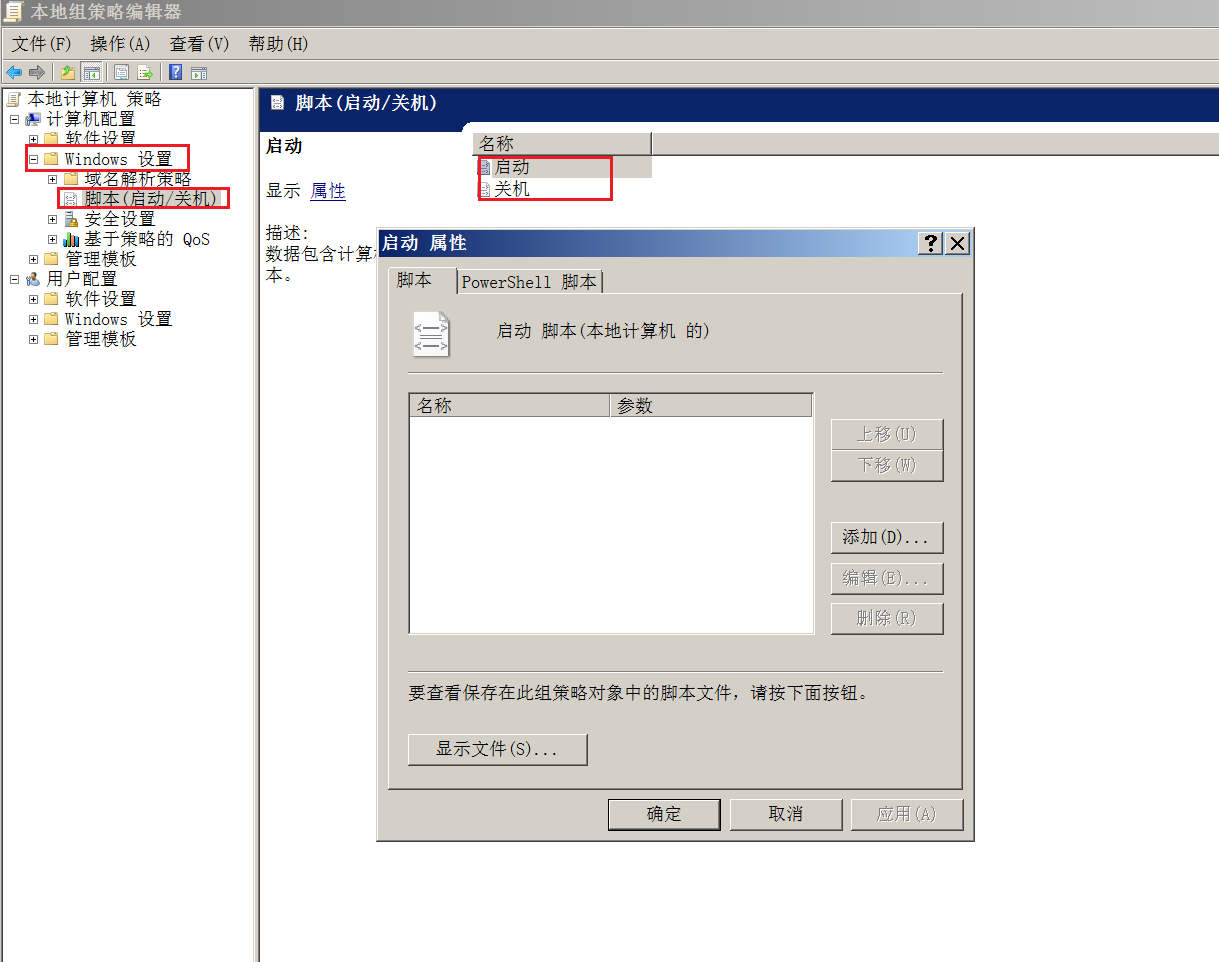 本地组策略编辑器
文件(F) 操作(A) 查看(V) 帮助(H)
本地计算机 策略
计算机配置
软件设置
Windows 设置
域名解析策略
脚本(启动/关机)
安全设置
基于策略的 QoS
管理模板
用户配置
软件设置
Windows 设置
管理模板
脚本(启动/关机)
启动
显示 属性
描述:
数据包含计算
本。
名称
启动
关机
启动 属性
脚本
PowerShell 脚本
启动 脚本(本地计算机 的)
名称 参数
上移(U)
下移(W)
添加(D)...
编辑(E)...
删除(R)
要查看保存在此组策略对象中的脚本文件，请按下面按钮。
显示文件(S)...
确定 取消 应用(A)